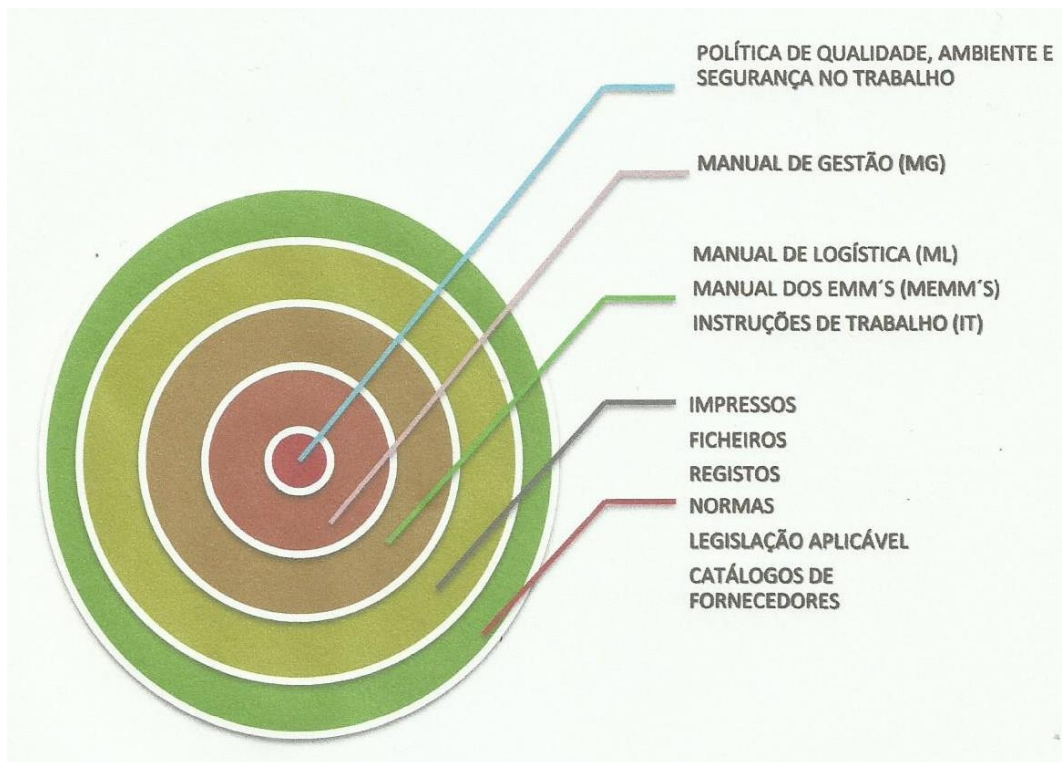 POLÍTICA DE QUALIDADE, AMBIENTE E
SEGURANÇA NO TRABALHO
MANUAL DE GESTÃO (MG)
MANUAL DE LOGÍSTICA (ML)
MANUAL DOS EMM´S (MEMM´S)
INSTRUÇÕES DE TRABALHO (IT)
IMPRESSOS
FICHEIROS
REGISTOS
NORMAS
LEGISLAÇÃO APLICÁVEL
CATÁLOGOS DE
FORNECEDORES